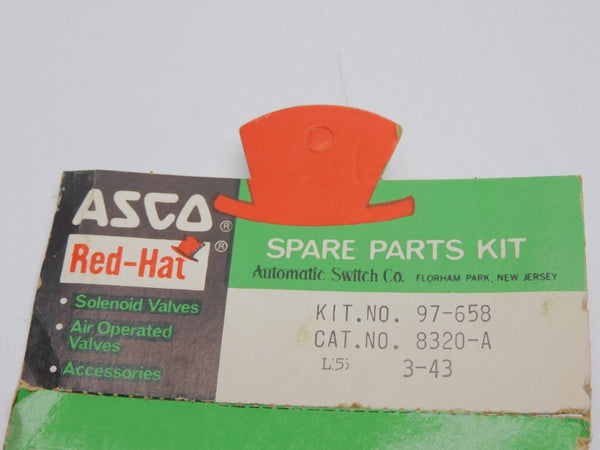 ASCO ®
Red-Hat ®
• Solenoid Valves
• Air Operated
Valves
• Accessories
SPARE PARTS KIT
Automatic Switch Co. FLORHAM PARK, NEW JERSEY
KIT.NO. 97-658
CAT.NO. 8320-A
3-43